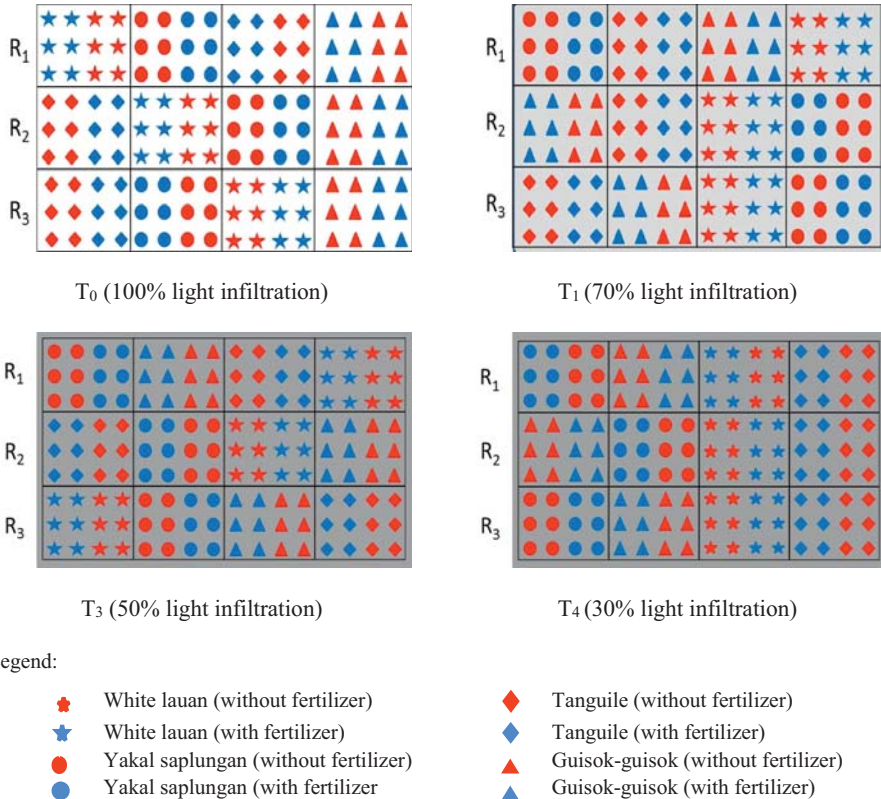 R1
R2
R3
T0 (100% light infiltration)
R1
R2
R3
T1 (70% light infiltration)
R1
R2
R3
T3 (50% light infiltration)
R1
R2
R3
T4 (30% light infiltration)
egend:
White lauan (without fertilizer)
White lauan (with fertilizer)
Yakal saplungan (without fertilizer)
Yakal saplungan (with fertilizer
Tanguile (without fertilizer)
Tanguile (with fertilizer)
Guisok-guisok (without fertilizer)
Guisok-guisok (with fertilizer)